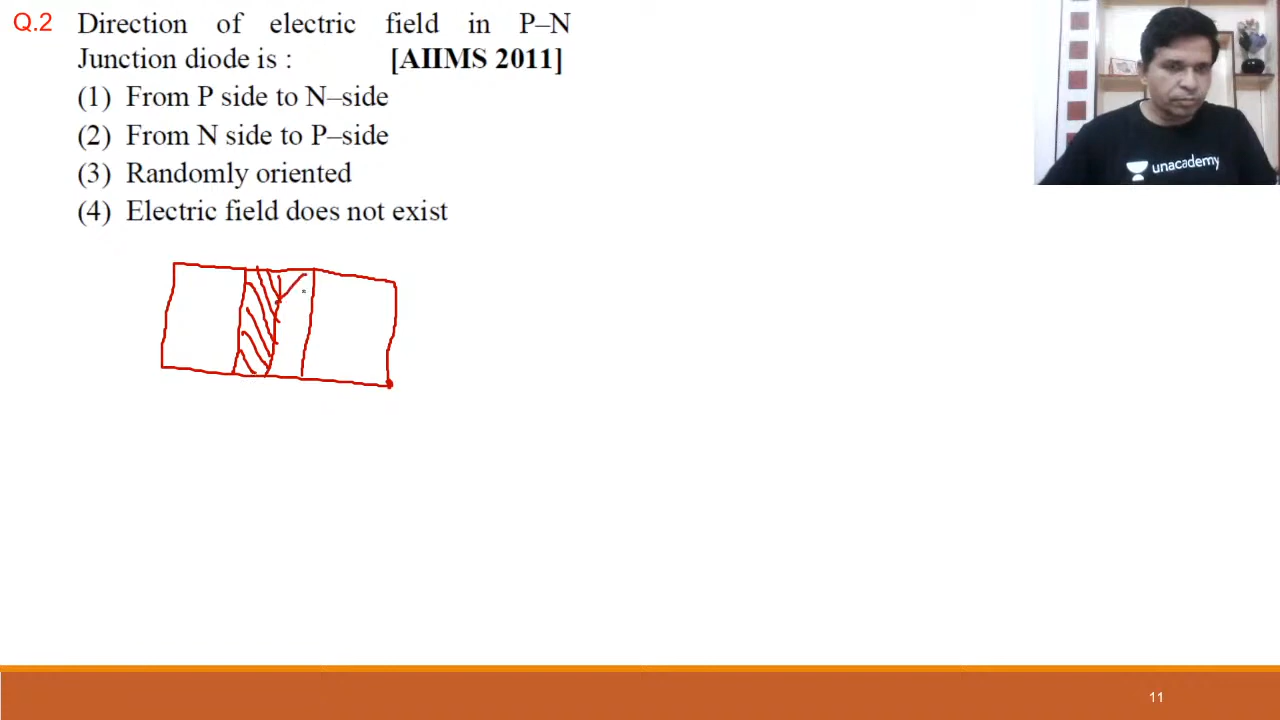 Q.2 Direction of electric field in P–N
Junction diode is : [AIIMS 2011]
(1) From P side to N–side
(2) From N side to P–side
(3) Randomly oriented
(4) Electric field does not exist
unacademy
11